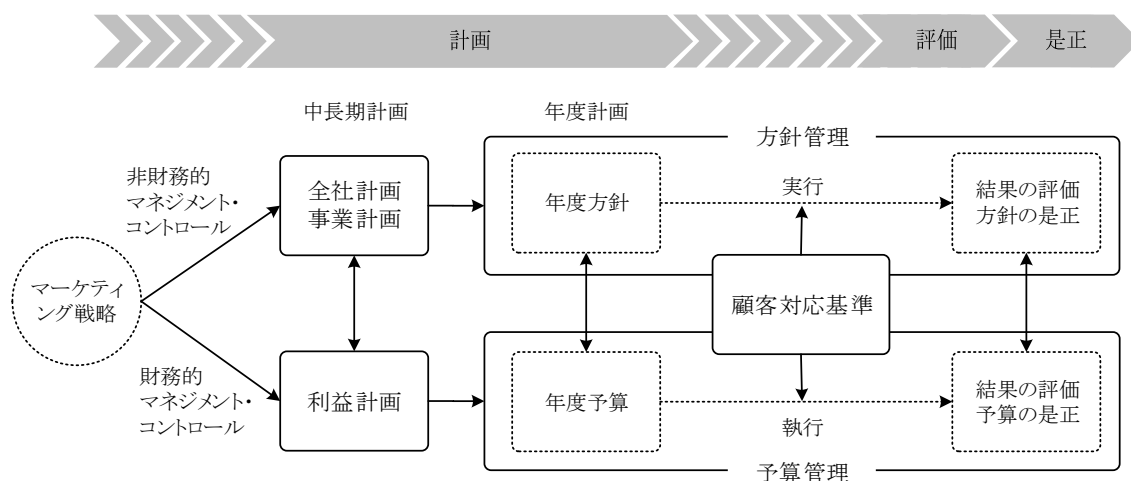 計画
評価
是正
中長期計画
年度計画
方針管理
非財務的
マネジメント・
コントロール
全社計画
事業計画
年度方針
実行
結果の評価
方針の是正
マーケティ
ング戦略
顧客対応基準
財務的
マネジメント・
コントロール
利益計画
年度予算
執行
結果の評価
予算の是正
予算管理